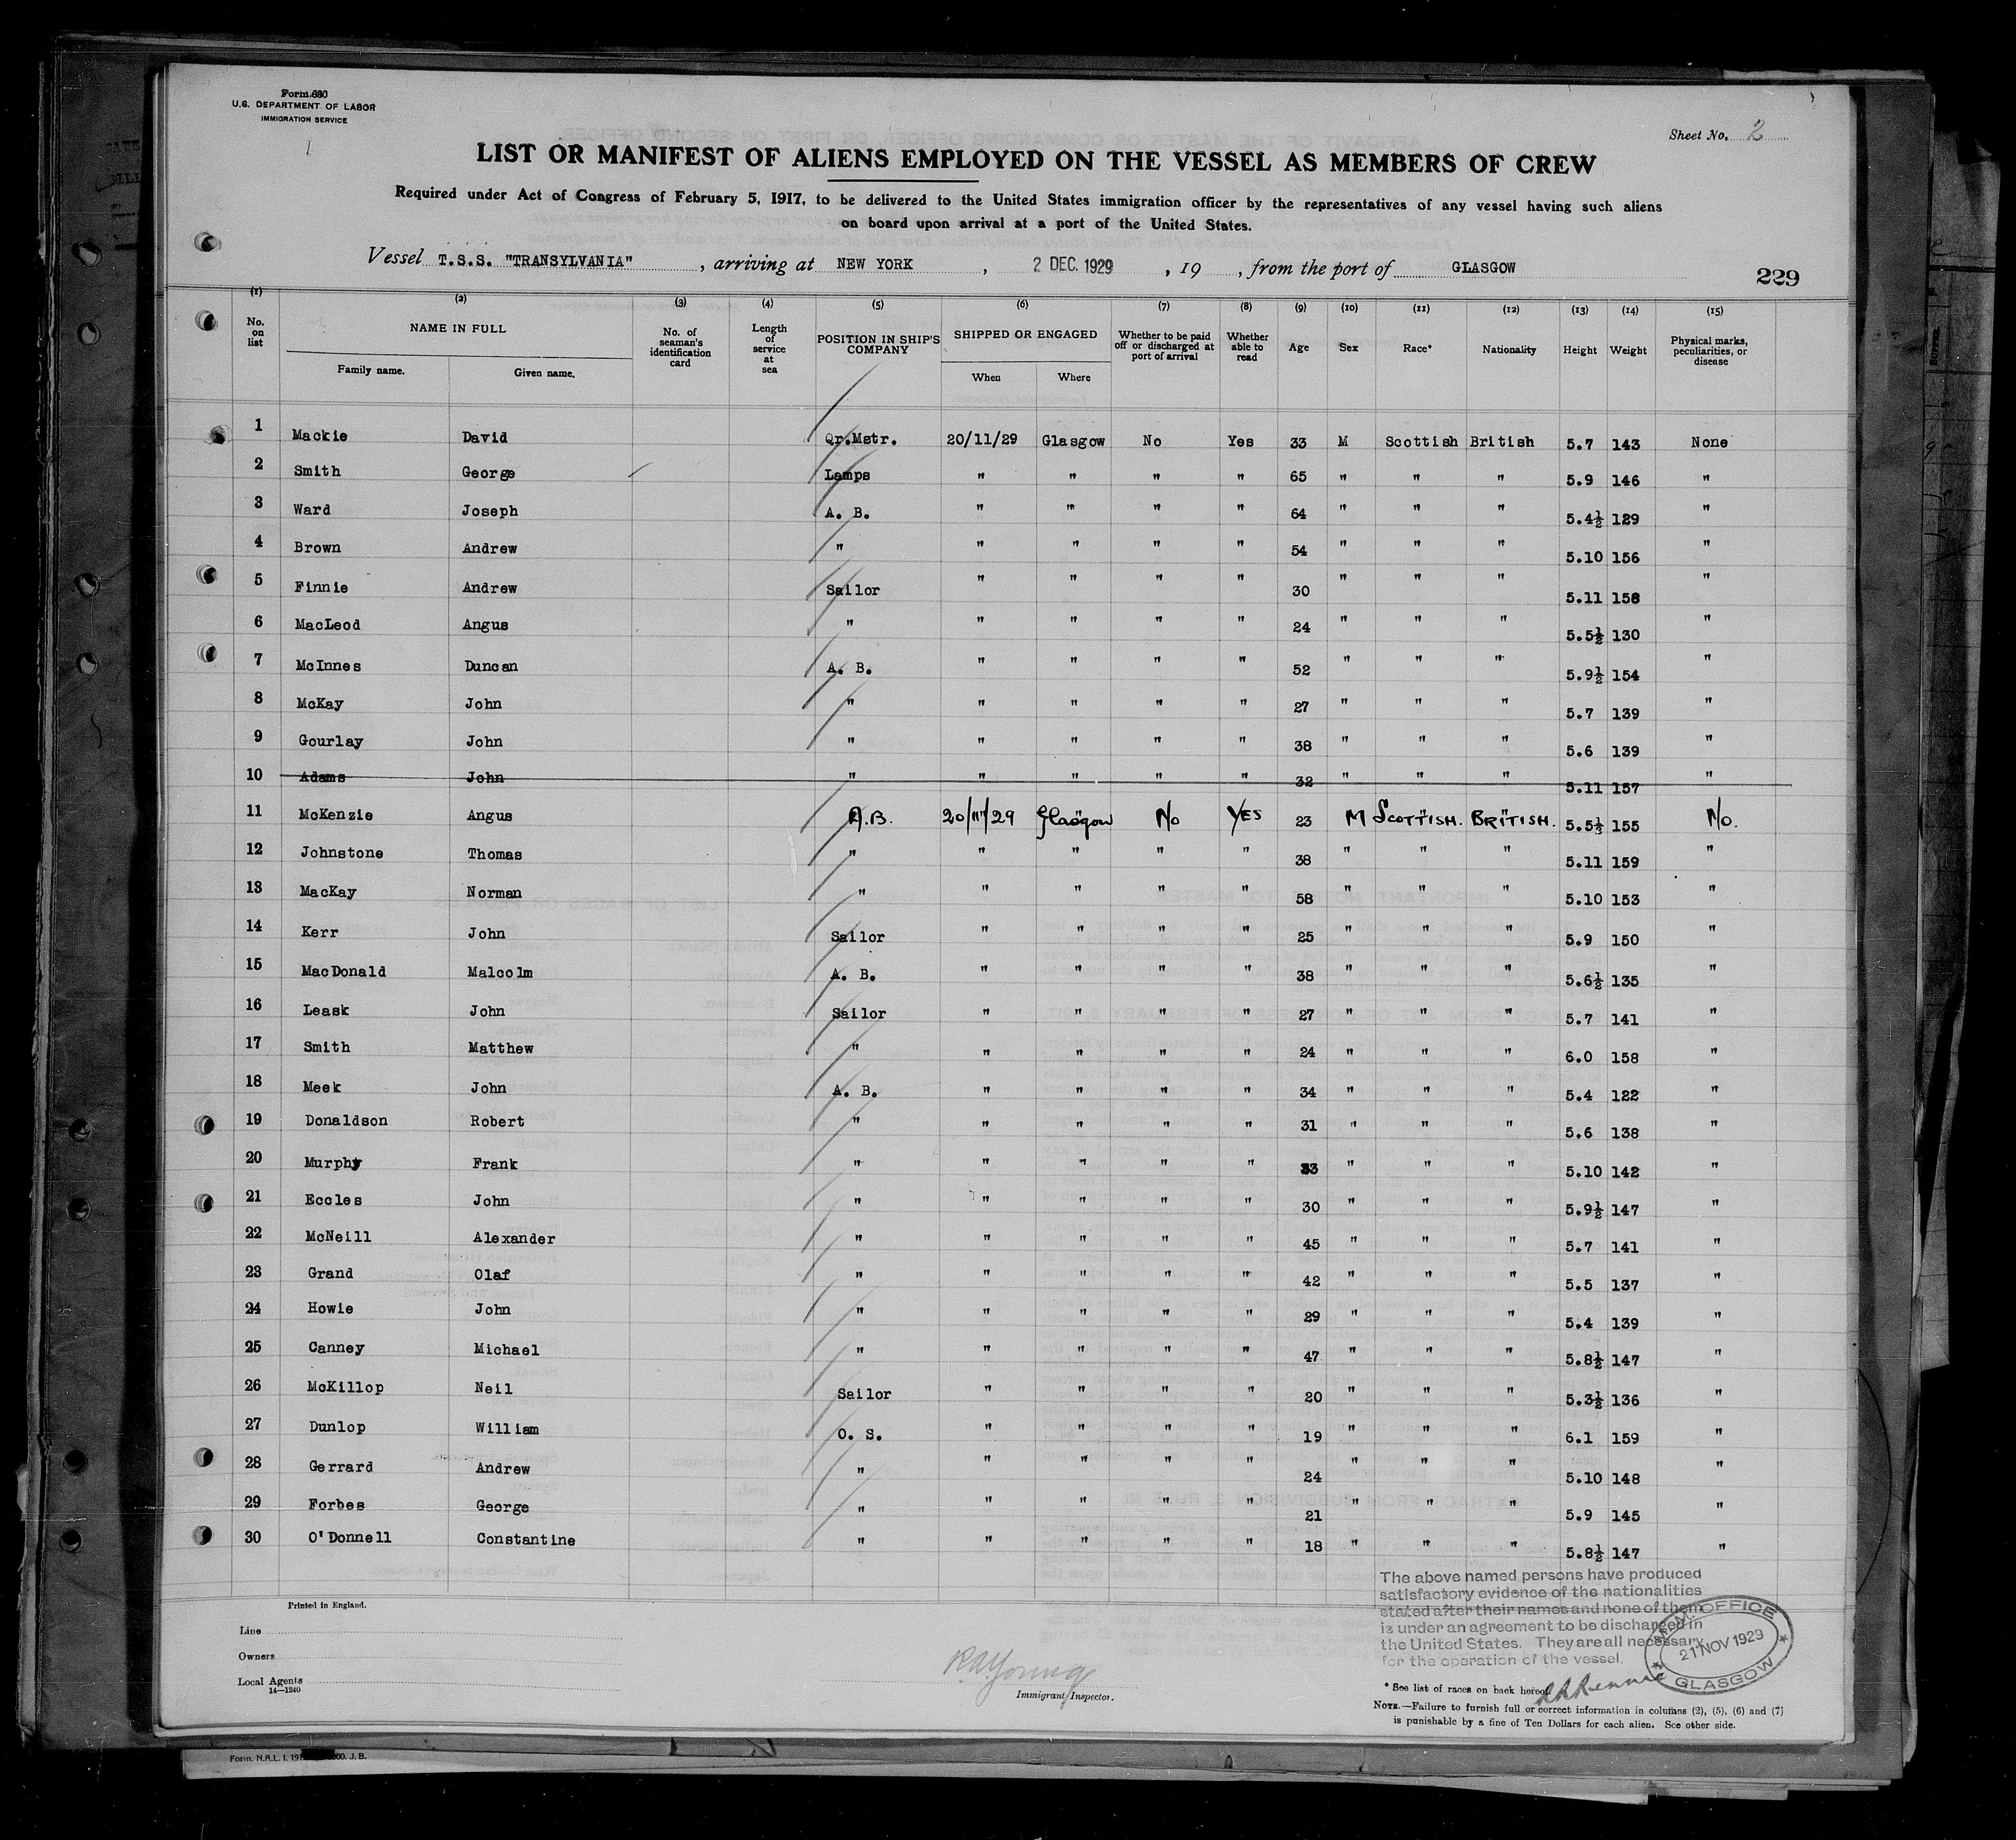 Form 680
U.S. DEPARTMENT OF LABOR
IMMIGRATION SERVICE
Sheet No. 2
LIST OR MANIFEST OF ALIENS EMPLOYED ON THE VESSEL AS MEMBERS OF CREW
Required under Act of Congress of February 5, 1917, to be delivered to the United States immigration officer by the representatives of any vessel having such aliens
on board upon arrival at a port of the United States.
Vessel T.S.S. "TRANSYLVANIA" , arriving at NEW YORK , 2 DEC. 1929 , 19 , from the port of GLASGOW
229
(1) (2) (3) (4) (5) (6) (7) (8) (9) (10) (11) (12) (13) (14) (15)
No. on list NAME IN FULL No. of seaman's identification card Length of service at sea POSITION IN SHIP'S COMPANY SHIPPED OR ENGAGED Whether to be paid off or discharged at port of arrival Whether able to read Age Sex Race* Nationality Height Weight Physical marks, peculiarities, or disease
Family name. Given name. When Where
1 Mackie David Qr.Mstr. 20/11/29 Glasgow No Yes 33 M Scottish British 5.7 143 None
2 Smith George Lamps " " " " 65 " " " 5.9 146 "
3 Ward Joseph A. B. " " " " 64 " " " 5.4½ 129 "
4 Brown Andrew " " " " " 54 " " " 5.10 156 "
5 Finnie Andrew Sailor " " " " 30 " " " 5.11 158 "
6 MacLeod Angus " " " " " 24 " " " 5.5½ 130 "
7 McInnes Duncan A. B. " " " " 52 " " " 5.9½ 154 "
8 McKay John " " " " " 27 " " " 5.7 139 "
9 Gourlay John " " " " " 38 " " " 5.6 139 "
10 Adams John " " " " " 32 " " " 5.11 157 "
11 McKenzie Angus A.B. 20/11/29 Glasgow No YES 23 M SCOTTISH. BRITISH. 5.5⅓ 155 No.
12 Johnstone Thomas " " " " " 38 " " " 5.11 159 "
13 MacKay Norman " " " " " 58 " " " 5.10 153 "
14 Kerr John Sailor " " " " 25 " " " 5.9 150 "
15 MacDonald Malcolm A. B. " " " " 38 " " " 5.6½ 135 "
16 Leask John Sailor " " " " 27 " " " 5.7 141 "
17 Smith Matthew " " " " " 24 " " " 6.0 158 "
18 Meek John A. B. " " " " 34 " " " 5.4 122 "
19 Donaldson Robert " " " " " 31 " " " 5.6 138 "
20 Murphy Frank " " " " " 33 " " " 5.10 142 "
21 Eccles John " " " " " 30 " " " 5.9½ 147 "
22 McNeill Alexander " " " " " 45 " " " 5.7 141 "
23 Grand Olaf " " " " " 42 " " " 5.5 137 "
24 Howie John " " " " " 29 " " " 5.4 139 "
25 Canney Michael " " " " " 47 " " " 5.8½ 147 "
26 McKillop Neil Sailor " " " " 20 " " " 5.3½ 136 "
27 Dunlop William O. S. " " " " 19 " " " 6.1 159 "
28 Gerrard Andrew " " " " " 24 " " " 5.10 148 "
29 Forbes George " " " " " 21 " " " 5.9 145 "
30 O'Donnell Constantine " " " " " 18 " " " 5.8½ 147 "
The above named persons have produced
satisfactory evidence of the nationalities
stated after their names and none of them
is under an agreement to be discharged in
the United States. They are all necessary
for the operation of the vessel.
M.M. OFFICE
21 NOV 1929
GLASGOW
Printed in England.
Line
Owners
Local Agents
14—1240
R A Young
Immigrant Inspector.
* See list of races on back hereof.
NOTE.—Failure to furnish full or correct information in columns (2), (5), (6) and (7)
is punishable by a fine of Ten Dollars for each alien. See other side.
Form. N.A.L. I.